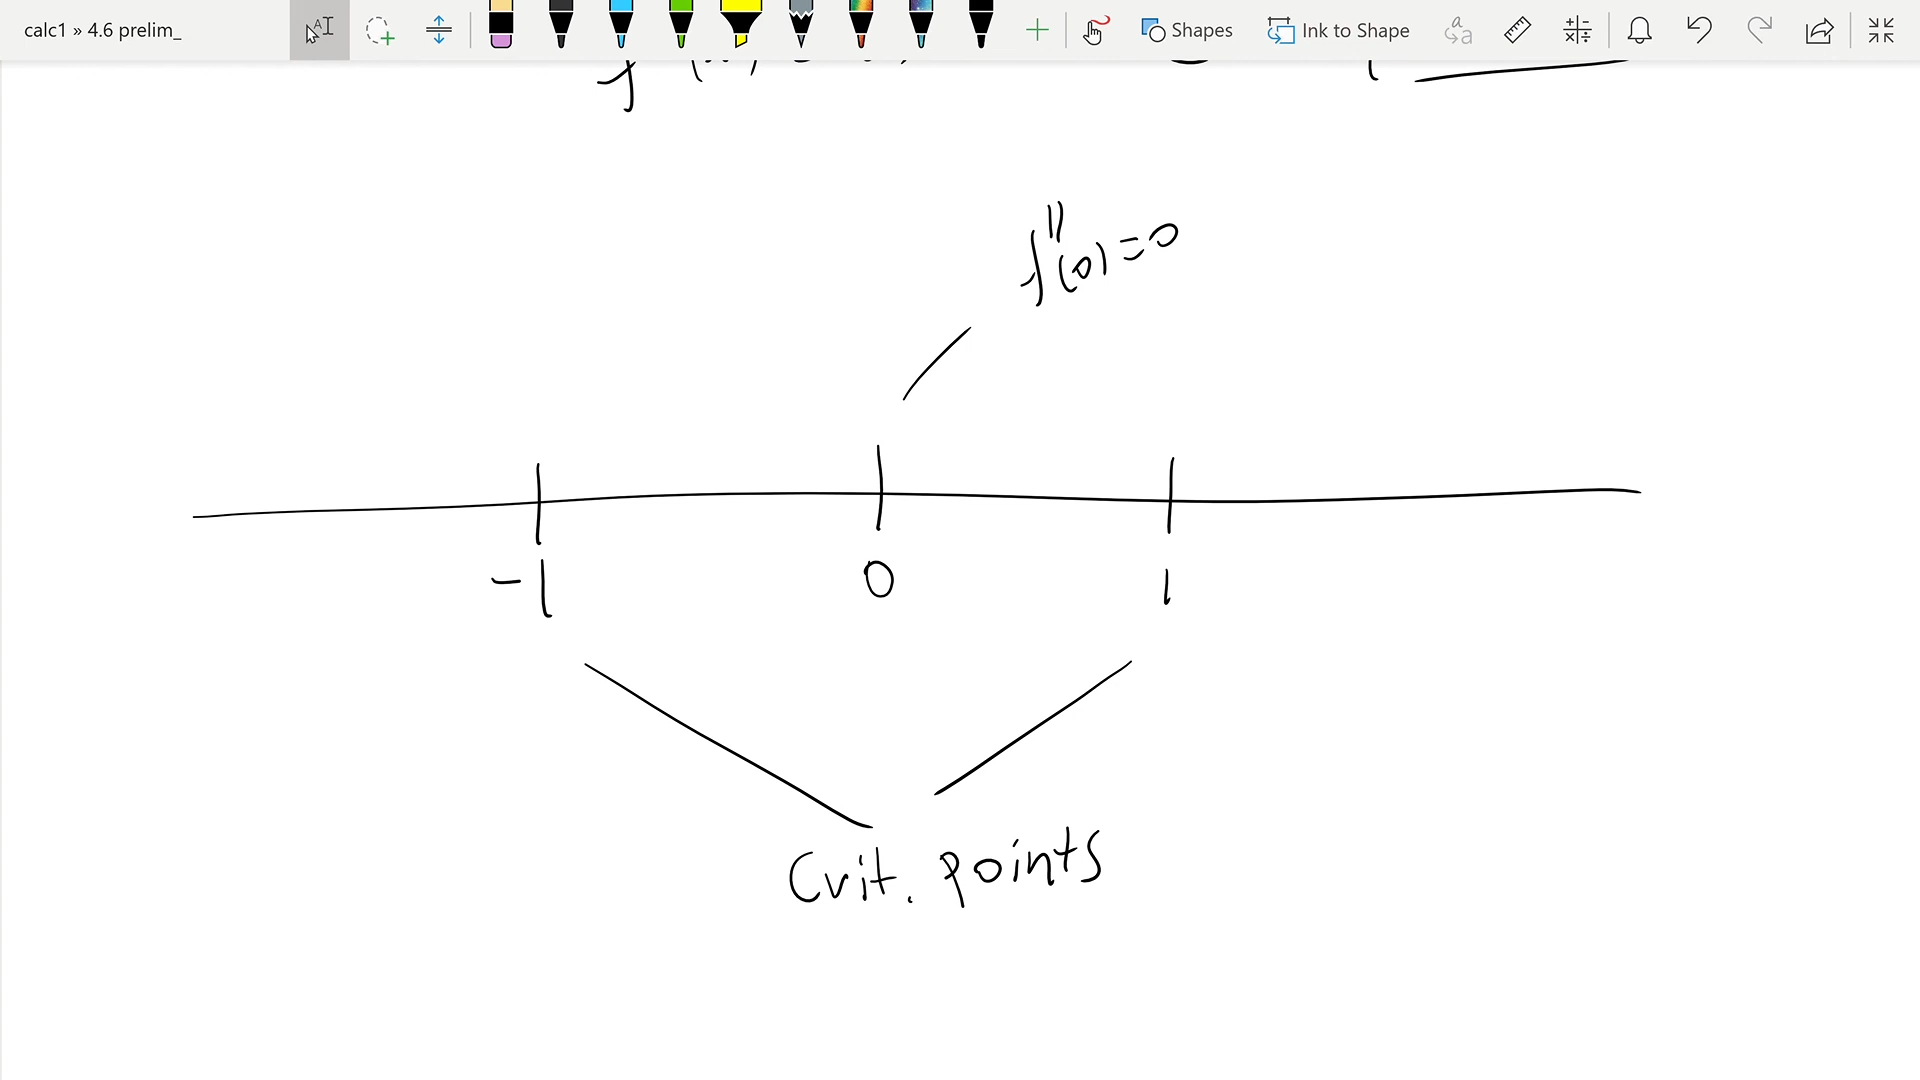 calc1 » 4.6 prelim_
Shapes
Ink to Shape
f''(0)=0
-1 0 1
Crit. points